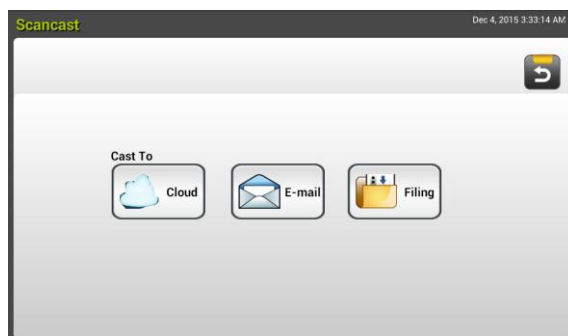 Scancast
Dec 4, 2015 3:33:14 AM
Cast To
Cloud
E-mail
Filing